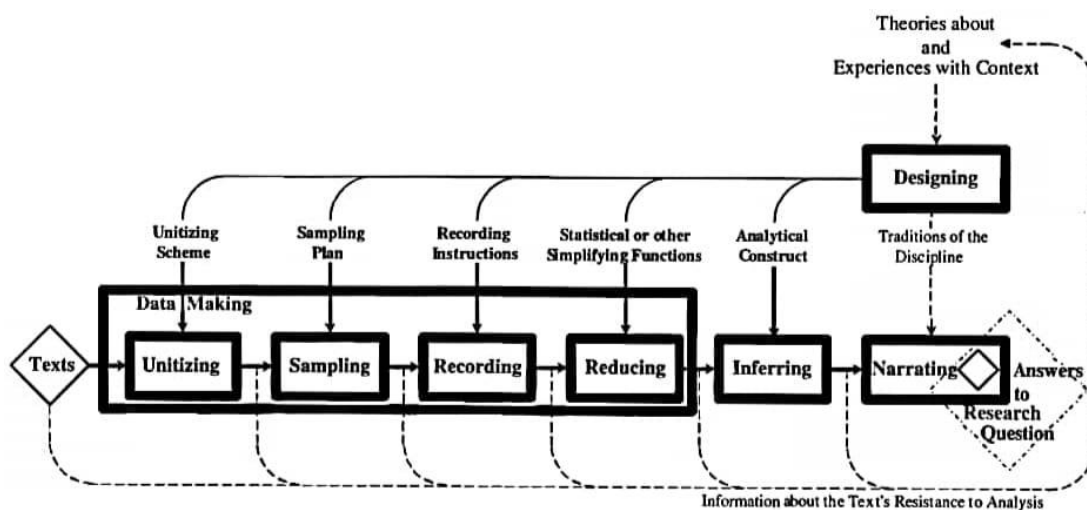 Theories about
and
Experiences with Context
Designing
Unitizing
Scheme
Sampling
Plan
Recording
Instructions
Statistical or other
Simplifying Functions
Analytical
Construct
Traditions of the
Discipline
Data Making
Texts
Unitizing
Sampling
Recording
Reducing
Inferring
Narrating
Answers
to
Research
Question
Information about the Text's Resistance to Analysis